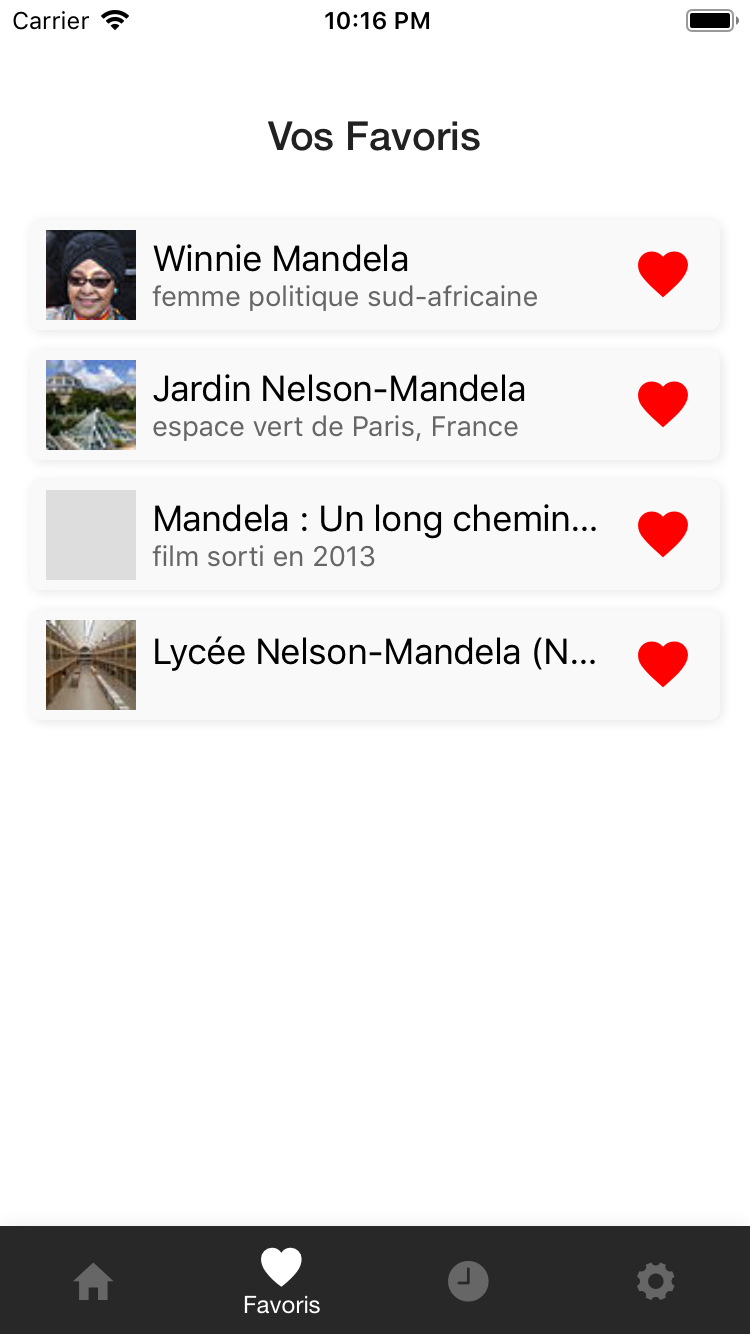 Carrier 10:16 PM
Vos Favoris
Winnie Mandela
femme politique sud-africaine
Jardin Nelson-Mandela
espace vert de Paris, France
Mandela : Un long chemin...
film sorti en 2013
Lycée Nelson-Mandela (N...
Favoris